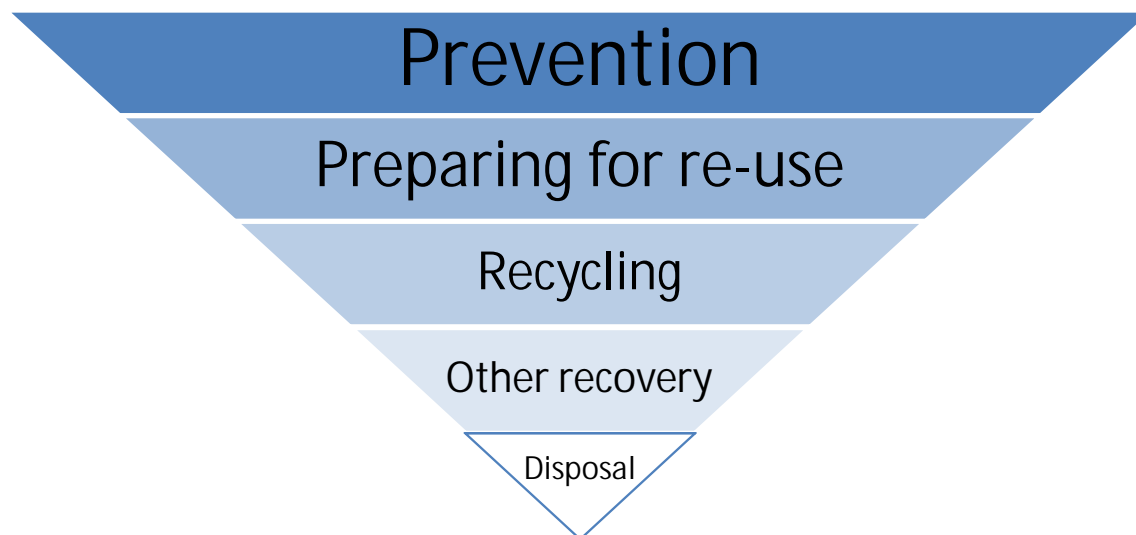 Prevention
Preparing for re-use
Recycling
Other recovery
Disposal